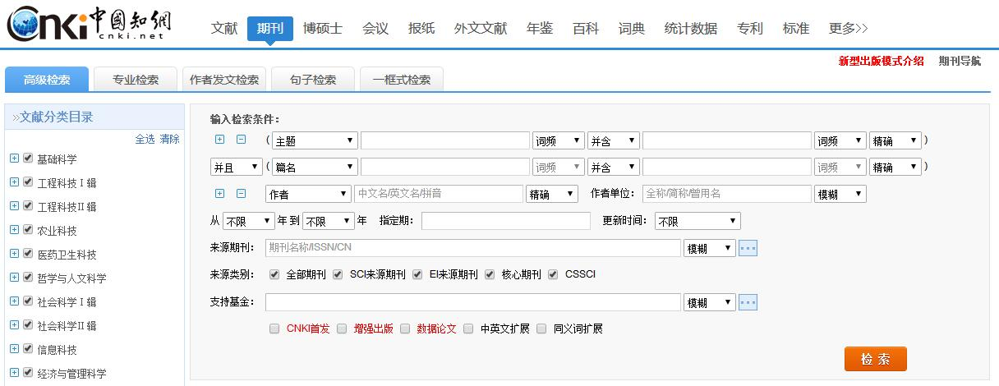 Cnki 中國知網
cnki.net
文献 期刊 博硕士 会议 报纸 外文文献 年鉴 百科 词典 统计数据 专利 标准 更多>>
新型出版模式介绍 期刊导航
高级检索 专业检索 作者发文检索 句子检索 一框式检索
文献分类目录
全选 清除
基础科学
工程科技Ⅰ辑
工程科技Ⅱ辑
农业科技
医药卫生科技
哲学与人文科学
社会科学Ⅰ辑
社会科学Ⅱ辑
信息科技
经济与管理科学
输入检索条件：
( 主题 词频 并含 词频 精确 )
并且 ( 篇名 词频 并含 词频 精确 )
作者 中文名/英文名/拼音 精确 作者单位： 全称/简称/曾用名 模糊
从 不限 年 到 不限 年 指定期： 更新时间： 不限
来源期刊： 期刊名称/ISSN/CN 模糊 ...
来源类别： 全部期刊 SCI来源期刊 EI来源期刊 核心期刊 CSSCI
支持基金： 模糊 ...
CNKI首发 增强出版 数据论文 中英文扩展 同义词扩展
检 索